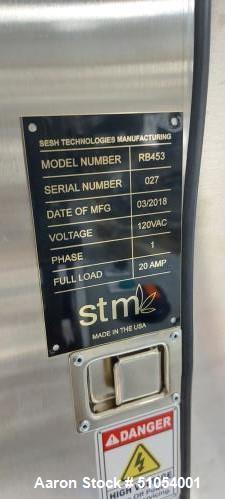 SESH TECHNOLOGIES MANUFACTURING
MODEL NUMBER RB453
SERIAL NUMBER 027
DATE OF MFG 03/2018
VOLTAGE 120VAC
PHASE 1
FULL LOAD 20 AMP
stm
MADE IN THE USA
DANGER
Aaron Stock # 51054001